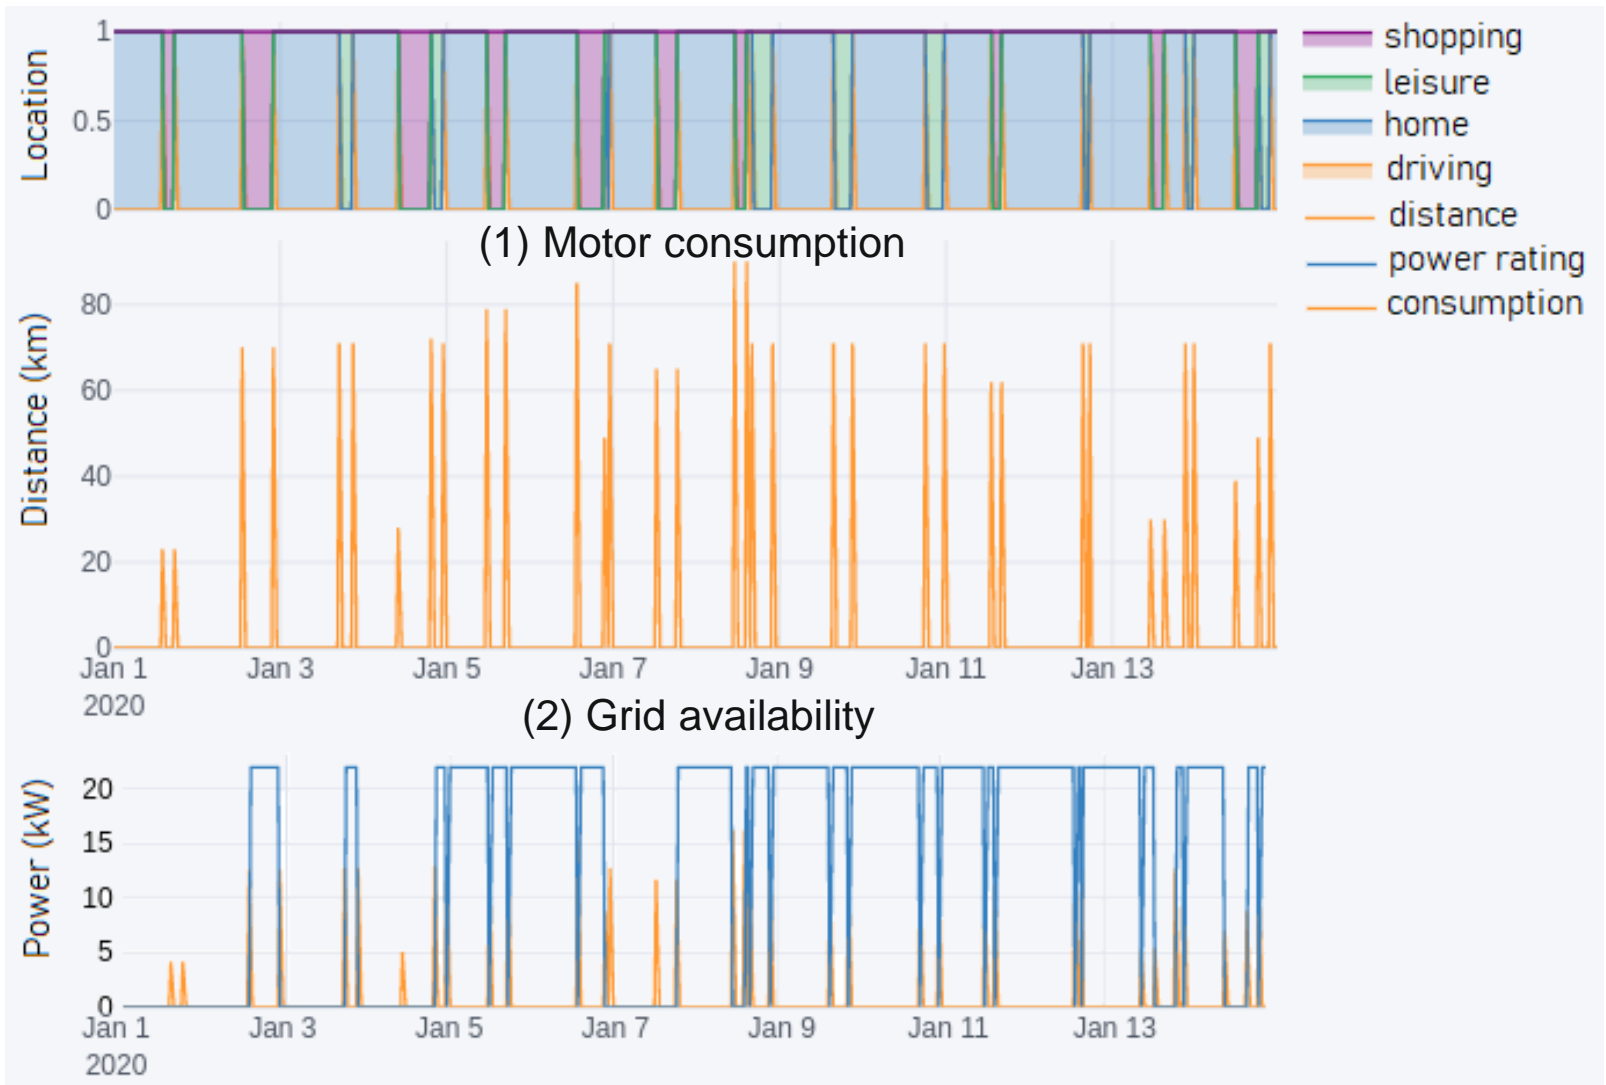 Location
1
0.5
0
shopping
leisure
home
driving
distance
power rating
consumption
(1) Motor consumption
Distance (km)
80
60
40
20
0
Jan 1 Jan 3 Jan 5 Jan 7 Jan 9 Jan 11 Jan 13
2020
(2) Grid availability
Power (kW)
20
15
10
5
0
Jan 1 Jan 3 Jan 5 Jan 7 Jan 9 Jan 11 Jan 13
2020